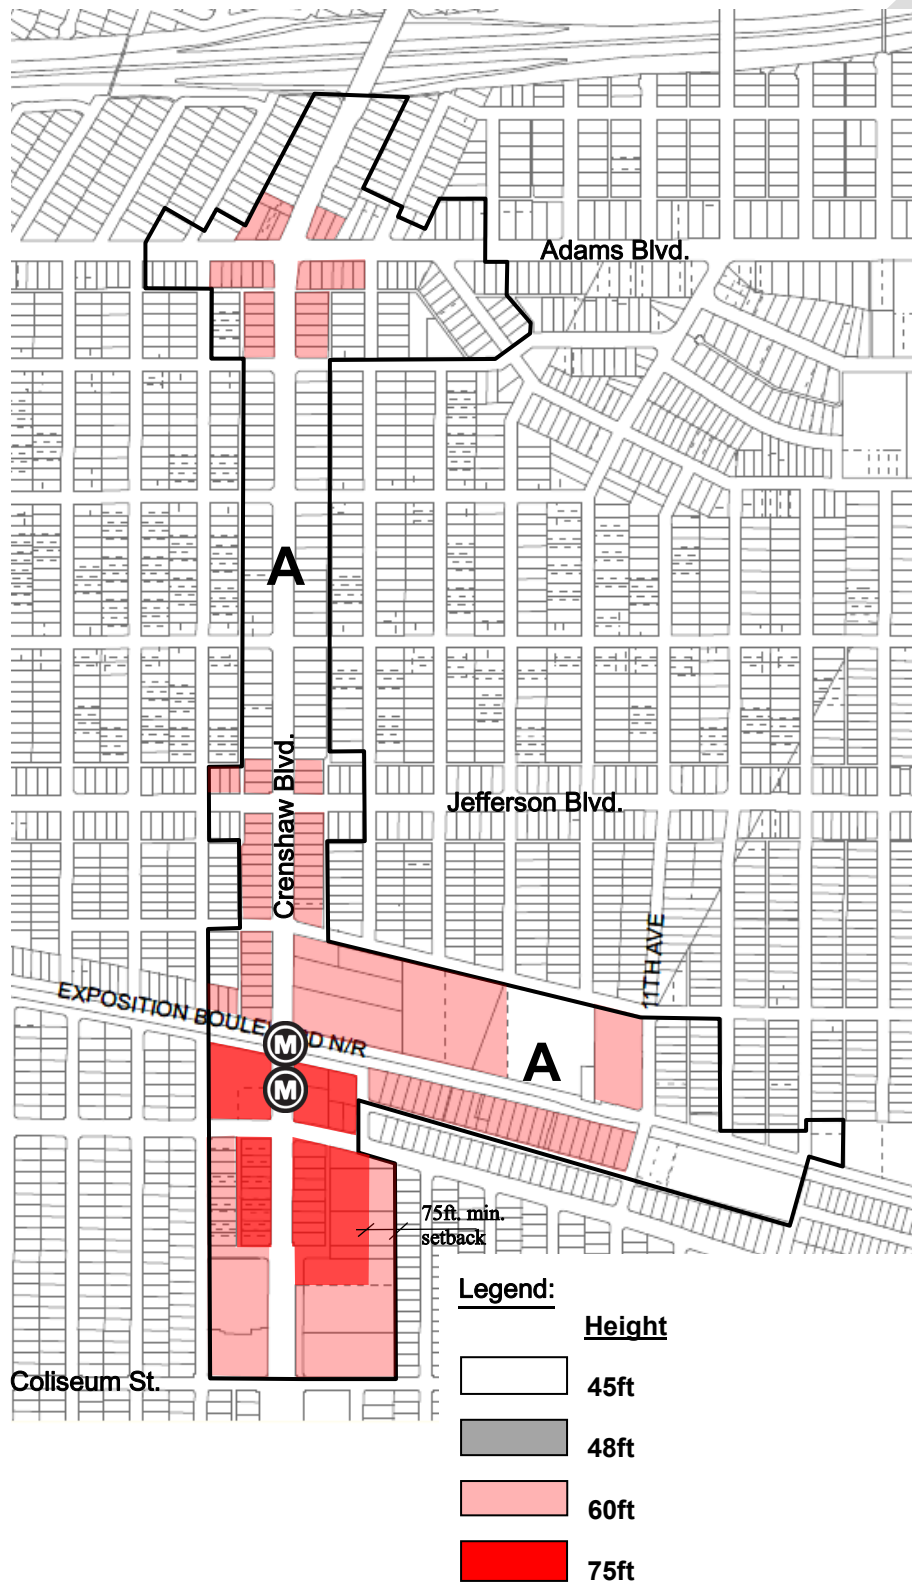 Adams Blvd.
A
Crenshaw Blvd.
Jefferson Blvd.
11TH AVE
EXPOSITION BOULE D N/R
M
A
M
75ft. min.
setback
Legend:
Height
Coliseum St.
45ft
48ft
60ft
75ft